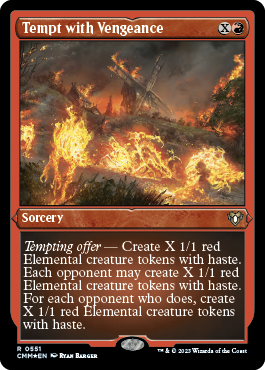 Tempt with Vengeance X
Sorcery
Tempting offer — Create X 1/1 red
Elemental creature tokens with haste.
Each opponent may create X 1/1 red
Elemental creature tokens with haste.
For each opponent who does, create
X 1/1 red Elemental creature tokens
with haste.
R 0551
CMM★EN Ryan Barger
™ & © 2023 Wizards of the Coast